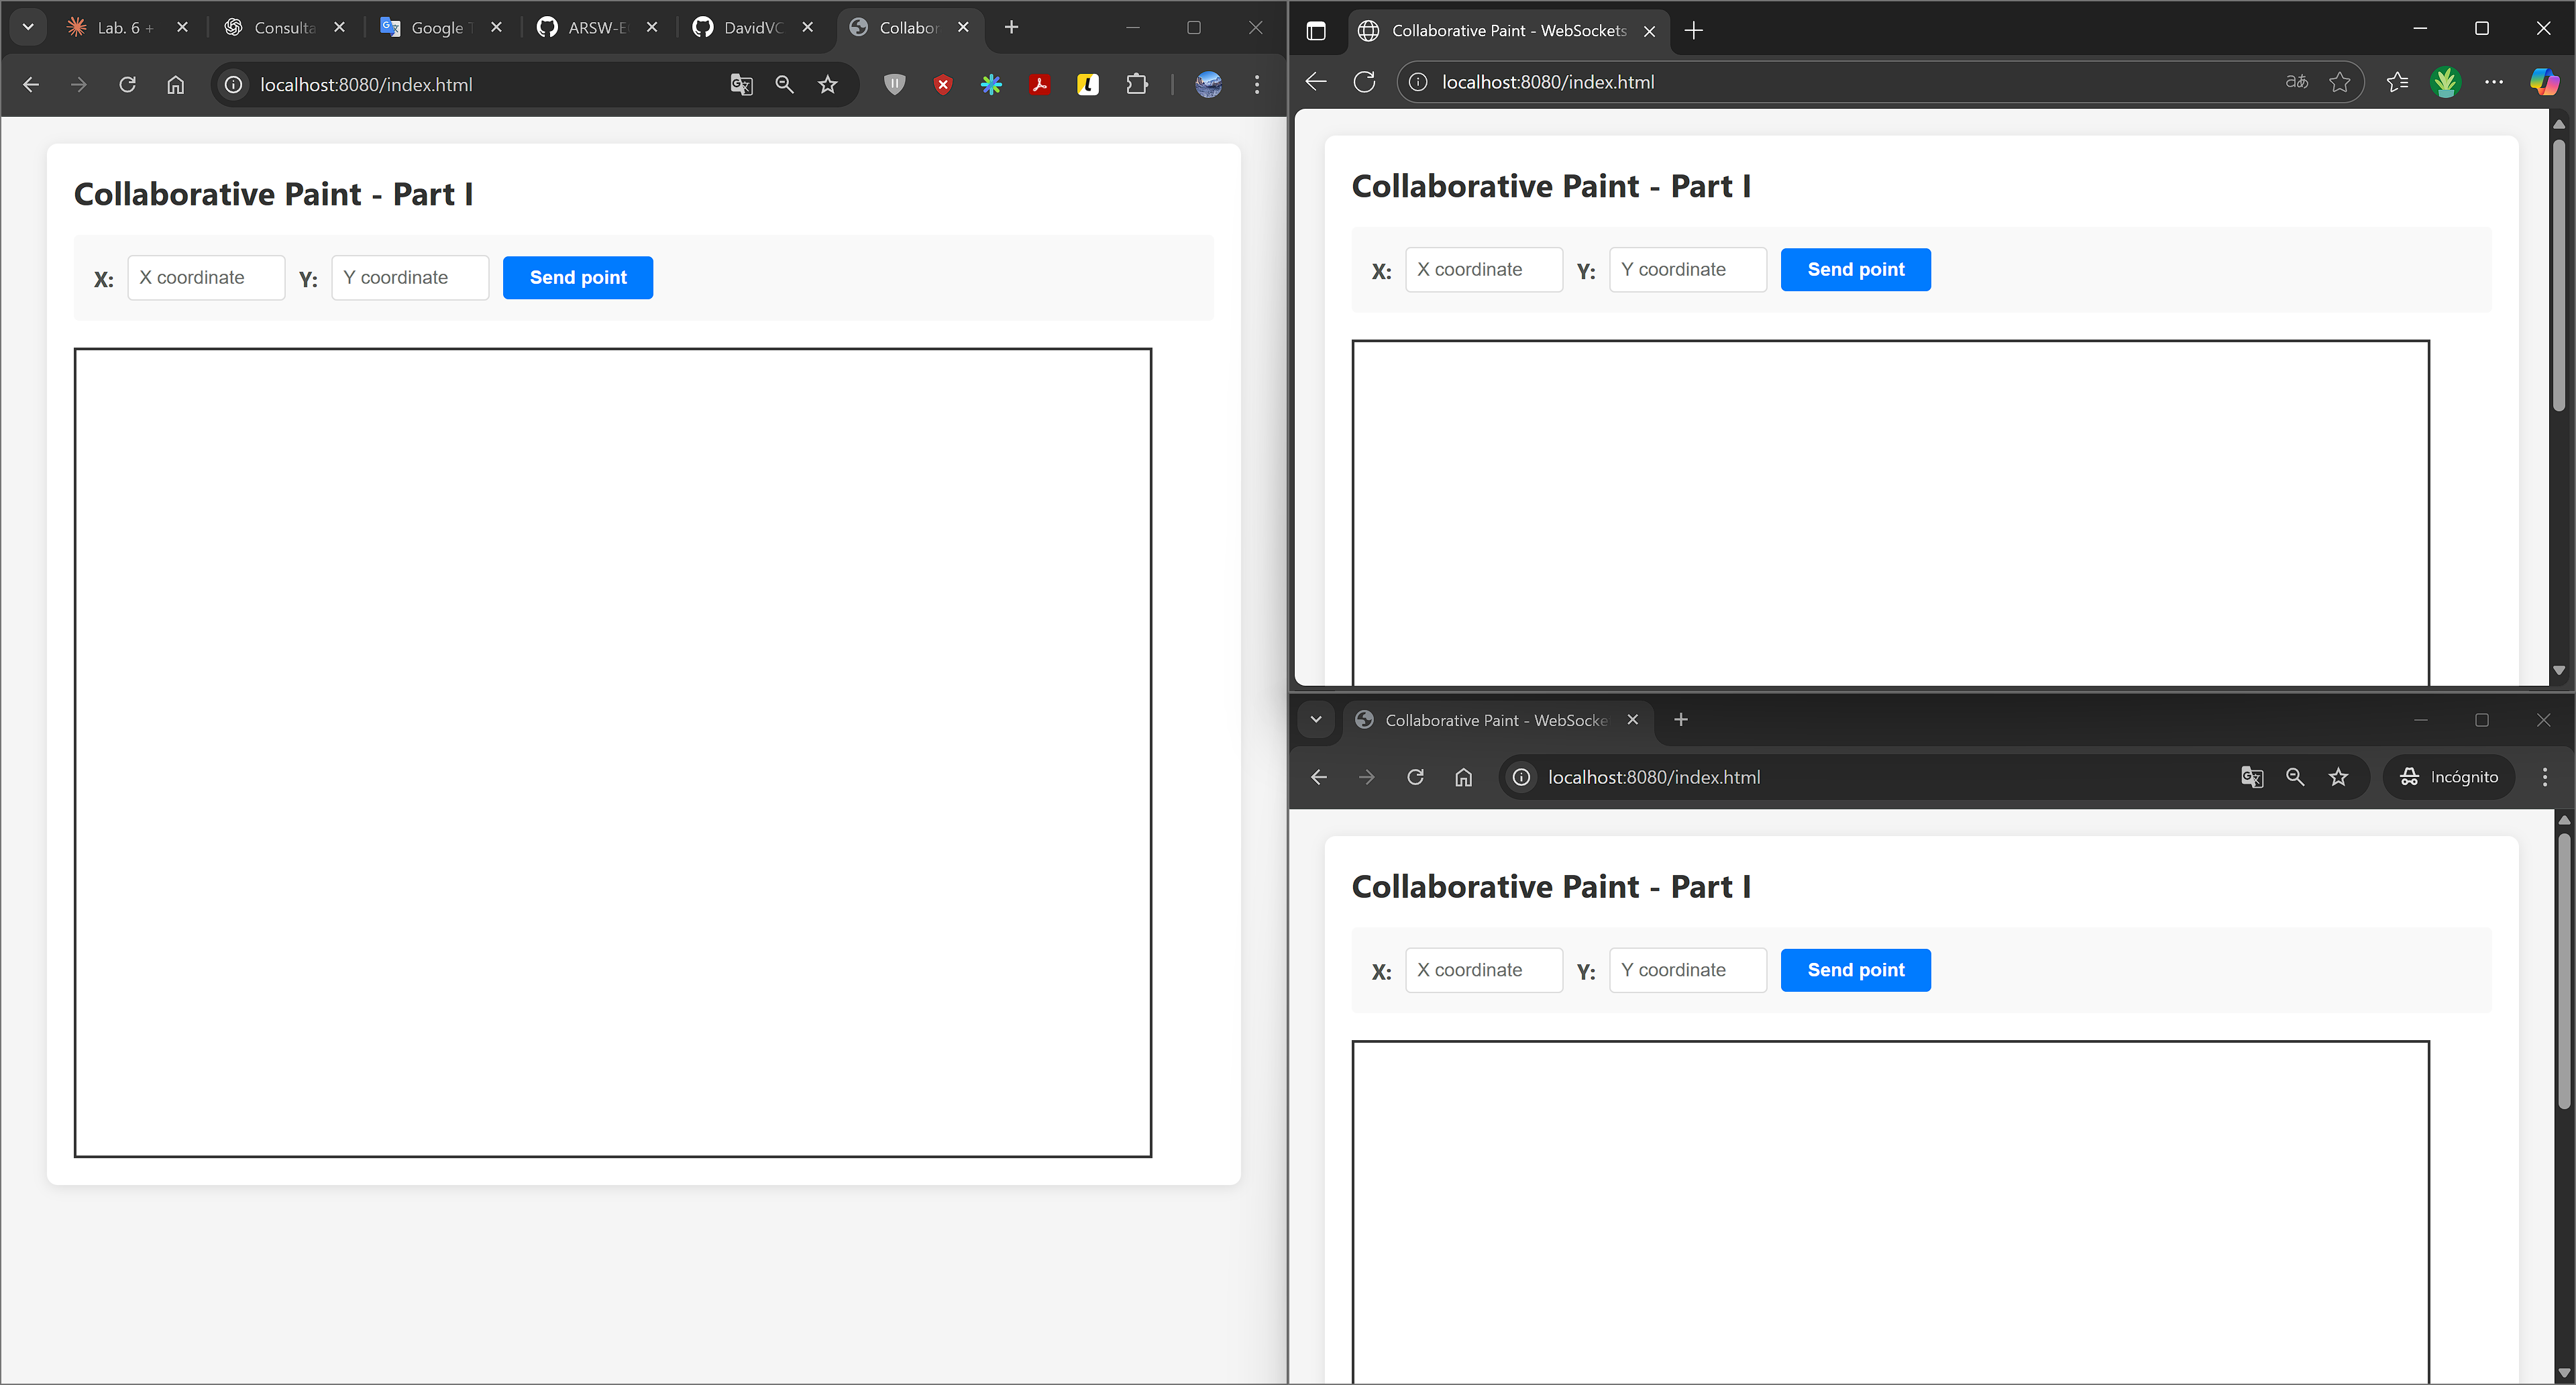 Lab. 6 + Consulta Google T ARSW-E DavidVC Collabor
localhost:8080/index.html
Collaborative Paint - Part I
X: X coordinate Y: Y coordinate Send point
Collaborative Paint - WebSockets
localhost:8080/index.html
Collaborative Paint - Part I
X: X coordinate Y: Y coordinate Send point
Collaborative Paint - WebSocke
localhost:8080/index.html Incógnito
Collaborative Paint - Part I
X: X coordinate Y: Y coordinate Send point